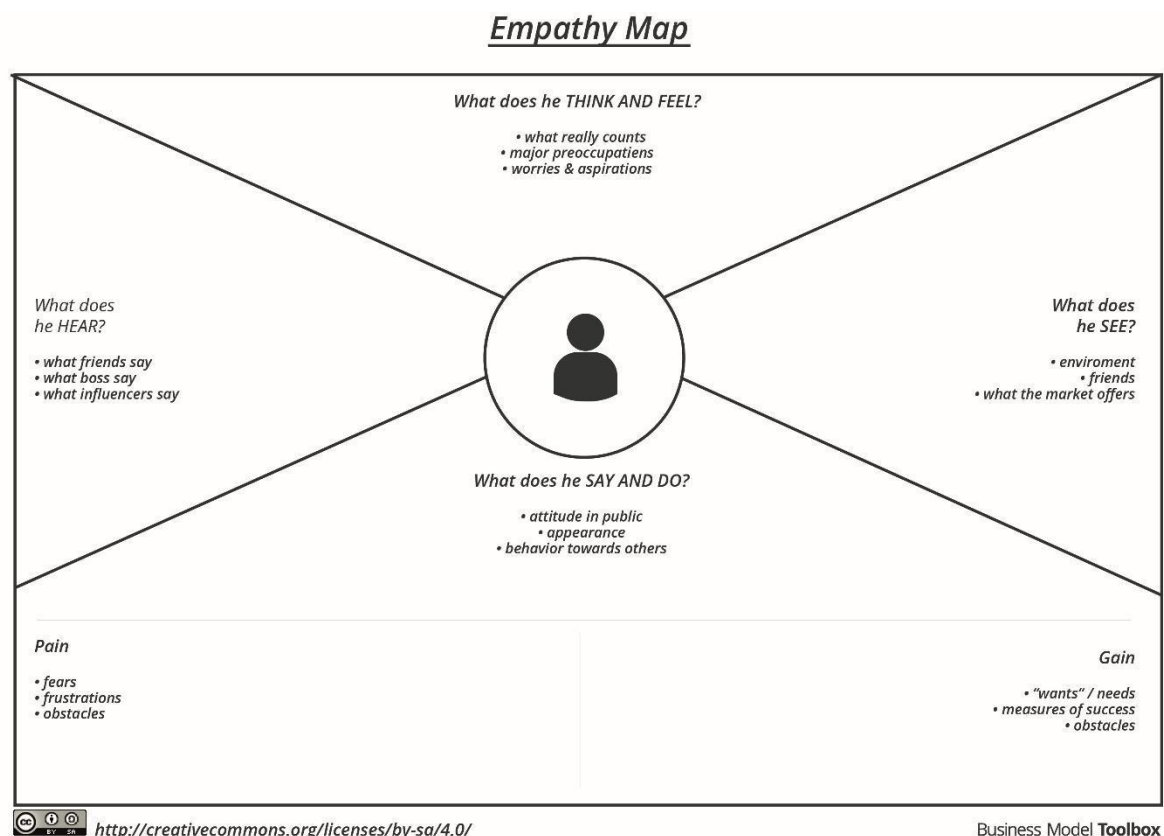 Empathy Map
What does he THINK AND FEEL?
• what really counts
• major preoccupatiens
• worries & aspirations
What does
he HEAR?
• what friends say
• what boss say
• what influencers say
What does
he SEE?
• enviroment
• friends
• what the market offers
What does he SAY AND DO?
• attitude in public
• appearance
• behavior towards others
Pain
• fears
• frustrations
• obstacles
Gain
• “wants” / needs
• measures of success
• obstacles
cc BY SA
http://creativecommons.org/licenses/by-sa/4.0/
Business Model Toolbox